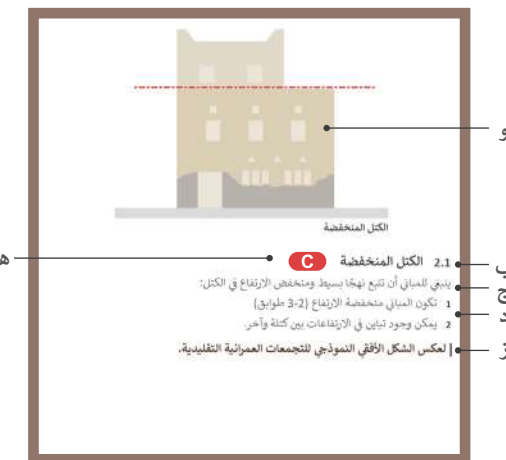 و
الكتل المنخفضة
2.1 الكتل المنخفضة C
هـ
ب
ينبغي للمباني أن تتبع نهجًا بسيط ومنخفض الارتفاع في الكتل:
ج
1 تكون المباني منخفضة الارتفاع (2-3 طوابق)
د
2 يمكن وجود تباين في الارتفاعات بين كتلة وآخر.
| لعكس الشكل الأفقي النموذجي للتجمعات العمرانية التقليدية.
ز